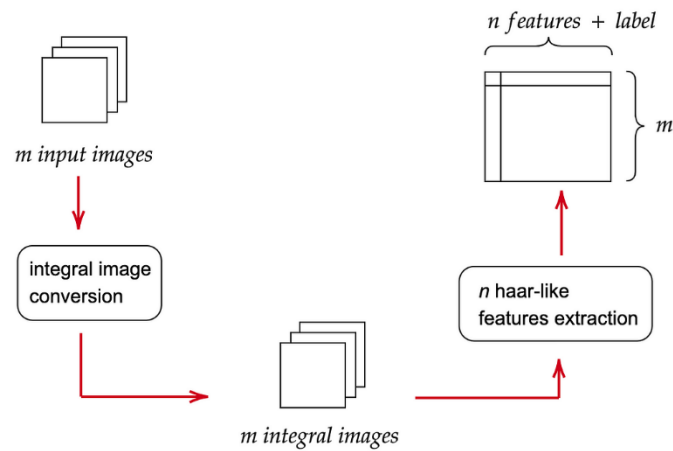 n features + label
m
m input images
integral image
conversion
n haar-like
features extraction
m integral images